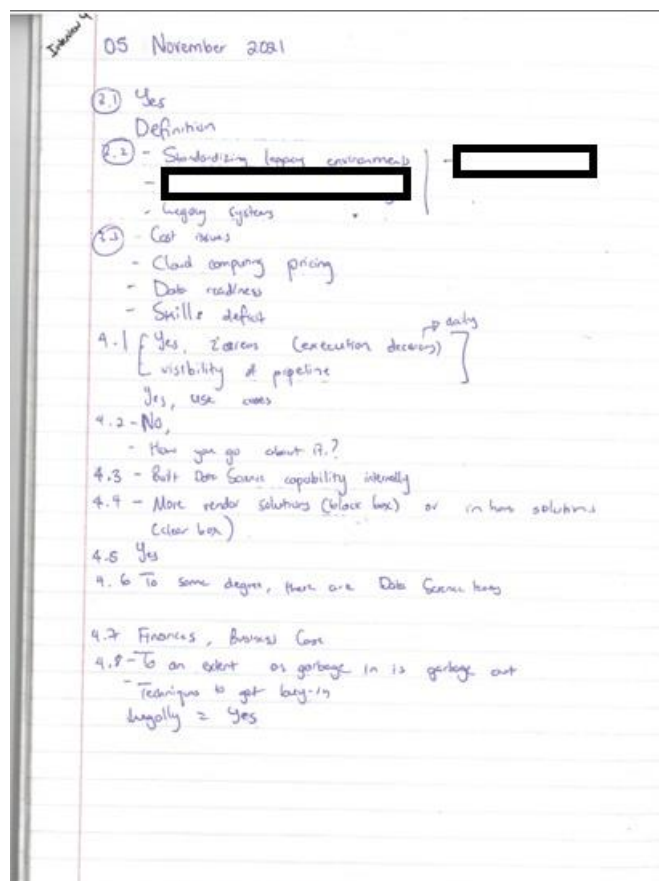 Interview 4
05 November 2021
2.1 Yes
Definition
2.2 - Standardizing legacy environments -
-
- Legacy systems
2.3 - Cost issues
- Cloud computing pricing
- Data readiness
- Skills deficit
4.1 Yes, (execution decisions)
visibility of pipeline
Yes, use cases
4.2 - No,
- How you go about it?
4.3 - Built Data Science capability internally
4.4 - More vendor solutions (black box) or in house solutions
(clear box)
4.5 Yes
4.6 To some degree, there are Data Science
4.7 Finances, Business Case
4.8 - To an extent as garbage in is garbage out
- Techniques to get buy-in
Legally = Yes